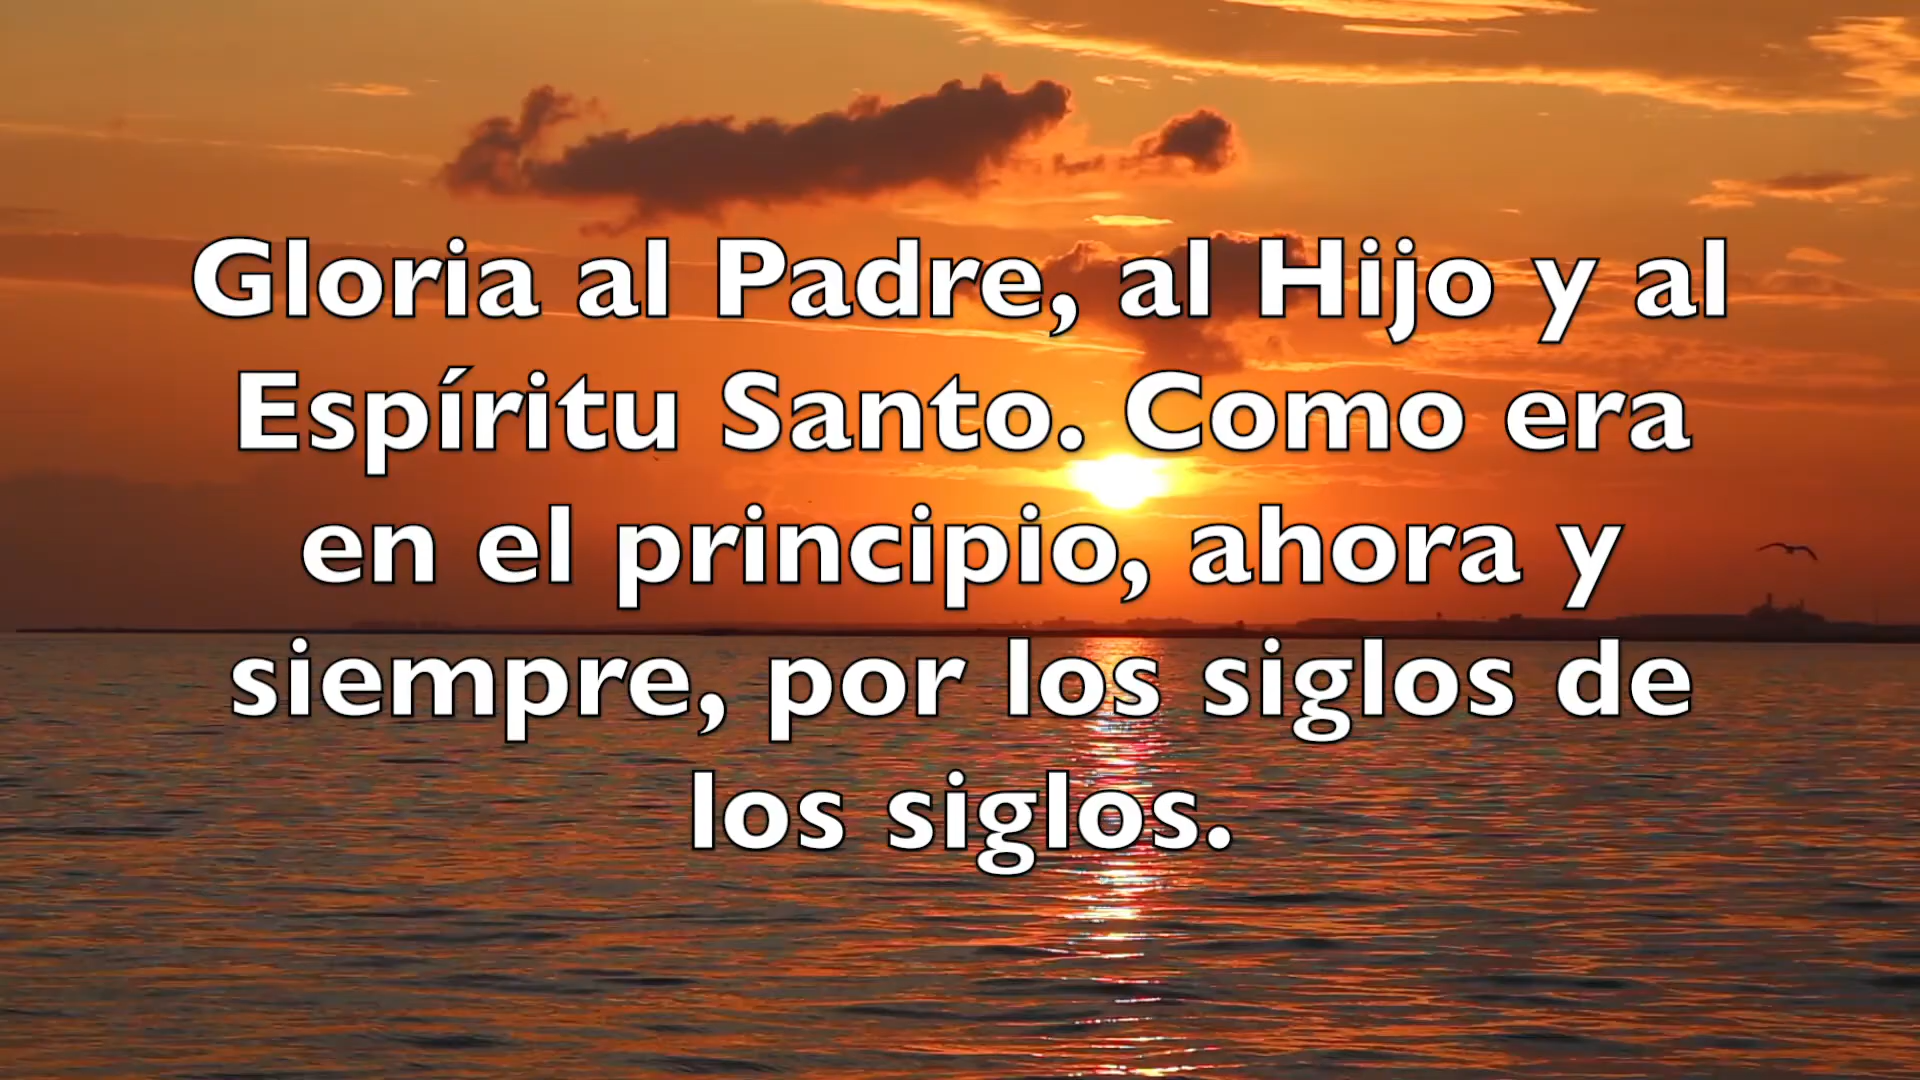 Gloria al Padre, al Hijo y al
Espíritu Santo. Como era
en el principio, ahora y
siempre, por los siglos de
los siglos.